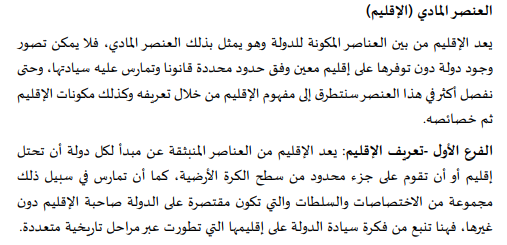 العنصر المادي (الإقليم)
يعد الإقليم من بين العناصر المكونة للدولة وهو يمثل بذلك العنصر المادي، فلا يمكن تصور
وجود دولة دون توفرها على إقليم معين وفق حدود محددة قانونا وتمارس عليه سيادتها، وحتى
نفصل أكثر في هذا العنصر سنتطرق إلى مفهوم الإقليم من خلال تعريفه وكذلك مكونات الإقليم
ثم خصائصه.
الفرع الأول -تعريف الإقليم: يعد الإقليم من العناصر المنبثقة عن مبدأ لكل دولة أن تحتل
إقليم أو أن تقوم على جزء محدود من سطح الكرة الأرضية، كما أن تمارس في سبيل ذلك
مجموعة من الاختصاصات والسلطات والتي تكون مقتصرة على الدولة صاحبة الإقليم دون
غيرها، فهنا تنبع من فكرة سيادة الدولة على إقليمها التي تطورت عبر مراحل تاريخية متعددة.